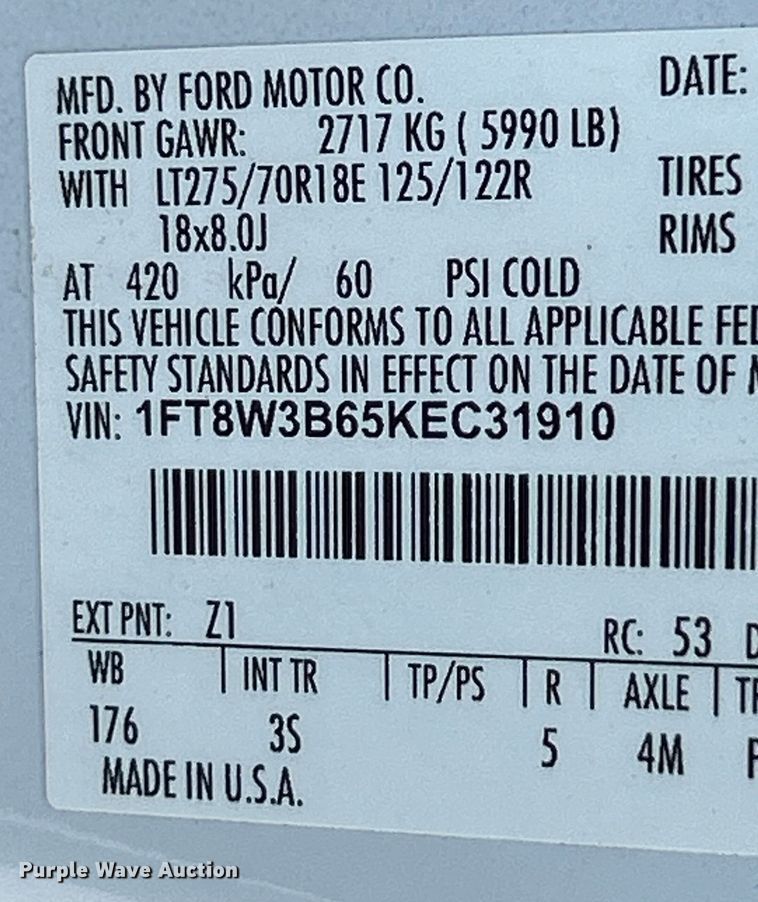 MFD. BY FORD MOTOR CO. DATE:
FRONT GAWR: 2717 KG ( 5990 LB)
WITH LT275/70R18E 125/122R TIRES
18x8.0J RIMS
AT 420 kPa/ 60 PSI COLD
THIS VEHICLE CONFORMS TO ALL APPLICABLE FED
SAFETY STANDARDS IN EFFECT ON THE DATE OF
VIN: 1FT8W3B65KEC31910
EXT PNT: Z1 RC: 53
WB INT TR TP/PS R AXLE
176 3S 5 4M
MADE IN U.S.A.
Purple Wave Auction